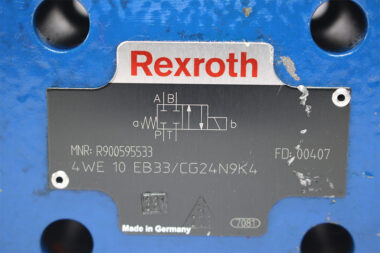 Rexroth
A B
a b
P T
MNR: R900595533 FD: 00407
4WE 10 EB33/CG24N9K4
Made in Germany 7081